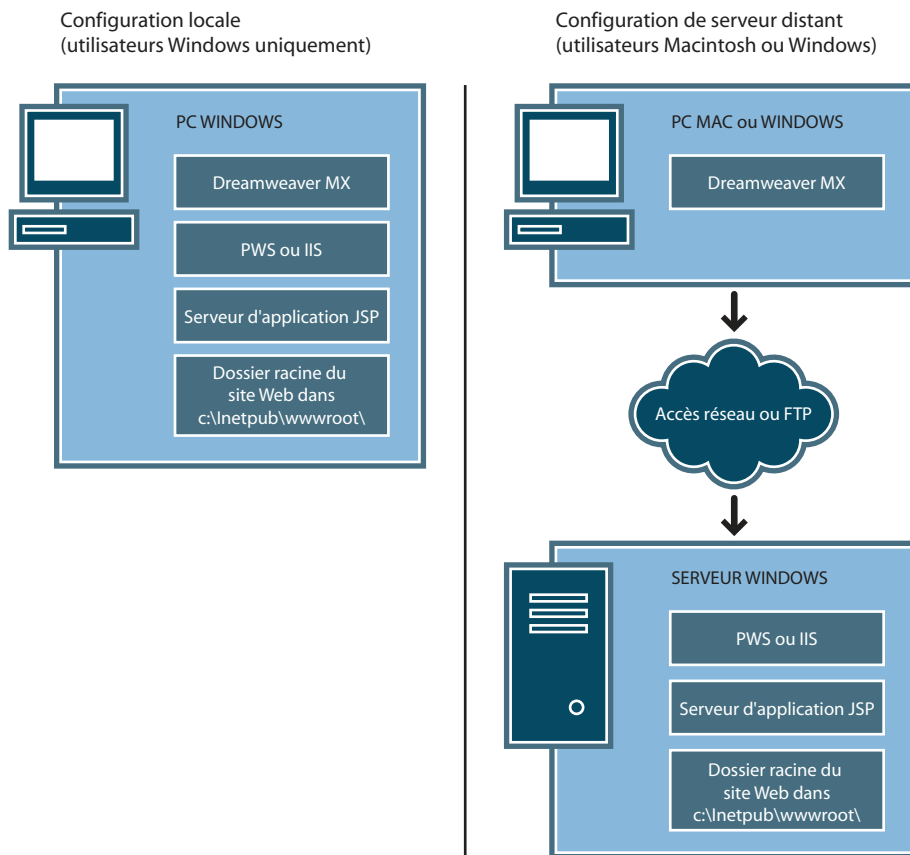 Configuration locale
(utilisateurs Windows uniquement)
PC WINDOWS
Dreamweaver MX
PWS ou IIS
Serveur d'application JSP
Dossier racine du
site Web dans
c:\Inetpub\wwwroot\
Configuration de serveur distant
(utilisateurs Macintosh ou Windows)
PC MAC ou WINDOWS
Dreamweaver MX
Accès réseau ou FTP
SERVEUR WINDOWS
PWS ou IIS
Serveur d'application JSP
Dossier racine du
site Web dans
c:\Inetpub\wwwroot\